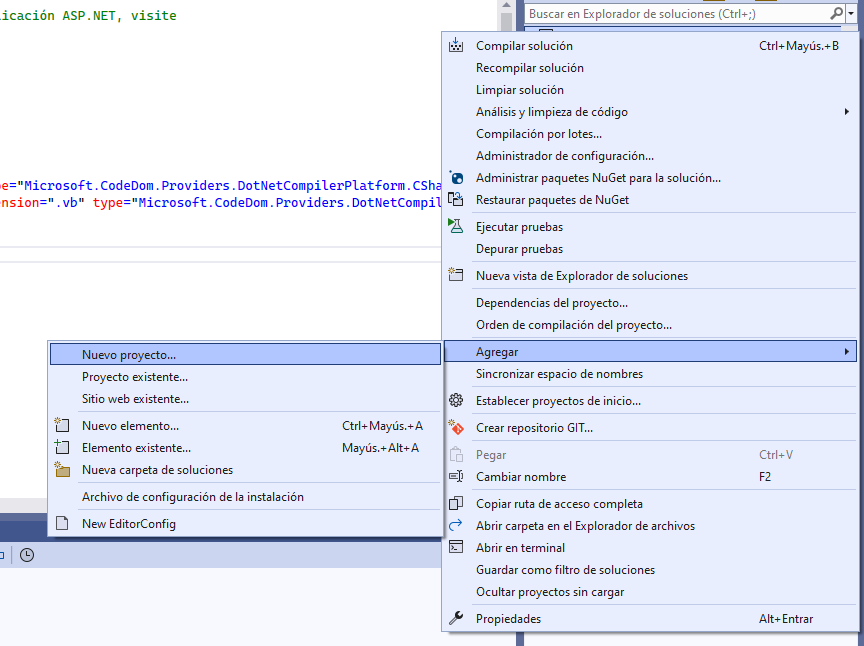 licación ASP.NET, visite
Buscar en Explorador de soluciones (Ctrl+;)
pe="Microsoft.CodeDom.Providers.DotNetCompilerPlatform.CSha
ension=".vb" type="Microsoft.CodeDom.Providers.DotNetCompil
Compilar solución Ctrl+Mayús.+B
Recompilar solución
Limpiar solución
Análisis y limpieza de código
Compilación por lotes...
Administrador de configuración...
Administrar paquetes NuGet para la solución...
Restaurar paquetes de NuGet
Ejecutar pruebas
Depurar pruebas
Nueva vista de Explorador de soluciones
Dependencias del proyecto...
Orden de compilación del proyecto...
Agregar
Sincronizar espacio de nombres
Establecer proyectos de inicio...
Crear repositorio GIT...
Pegar Ctrl+V
Cambiar nombre F2
Copiar ruta de acceso completa
Abrir carpeta en el Explorador de archivos
Abrir en terminal
Guardar como filtro de soluciones
Ocultar proyectos sin cargar
Propiedades Alt+Entrar
Nuevo proyecto...
Proyecto existente...
Sitio web existente...
Nuevo elemento... Ctrl+Mayús.+A
Elemento existente... Mayús.+Alt+A
Nueva carpeta de soluciones
Archivo de configuración de la instalación
New EditorConfig